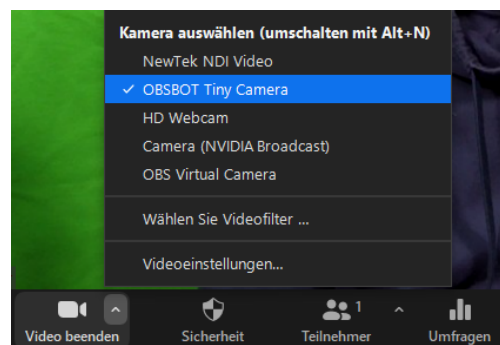 Kamera auswählen (umschalten mit Alt+N)
NewTek NDI Video
✓ OBSBOT Tiny Camera
HD Webcam
Camera (NVIDIA Broadcast)
OBS Virtual Camera
Wählen Sie Videofilter ...
Videoeinstellungen...
1
Video beenden Sicherheit Teilnehmer Umfragen